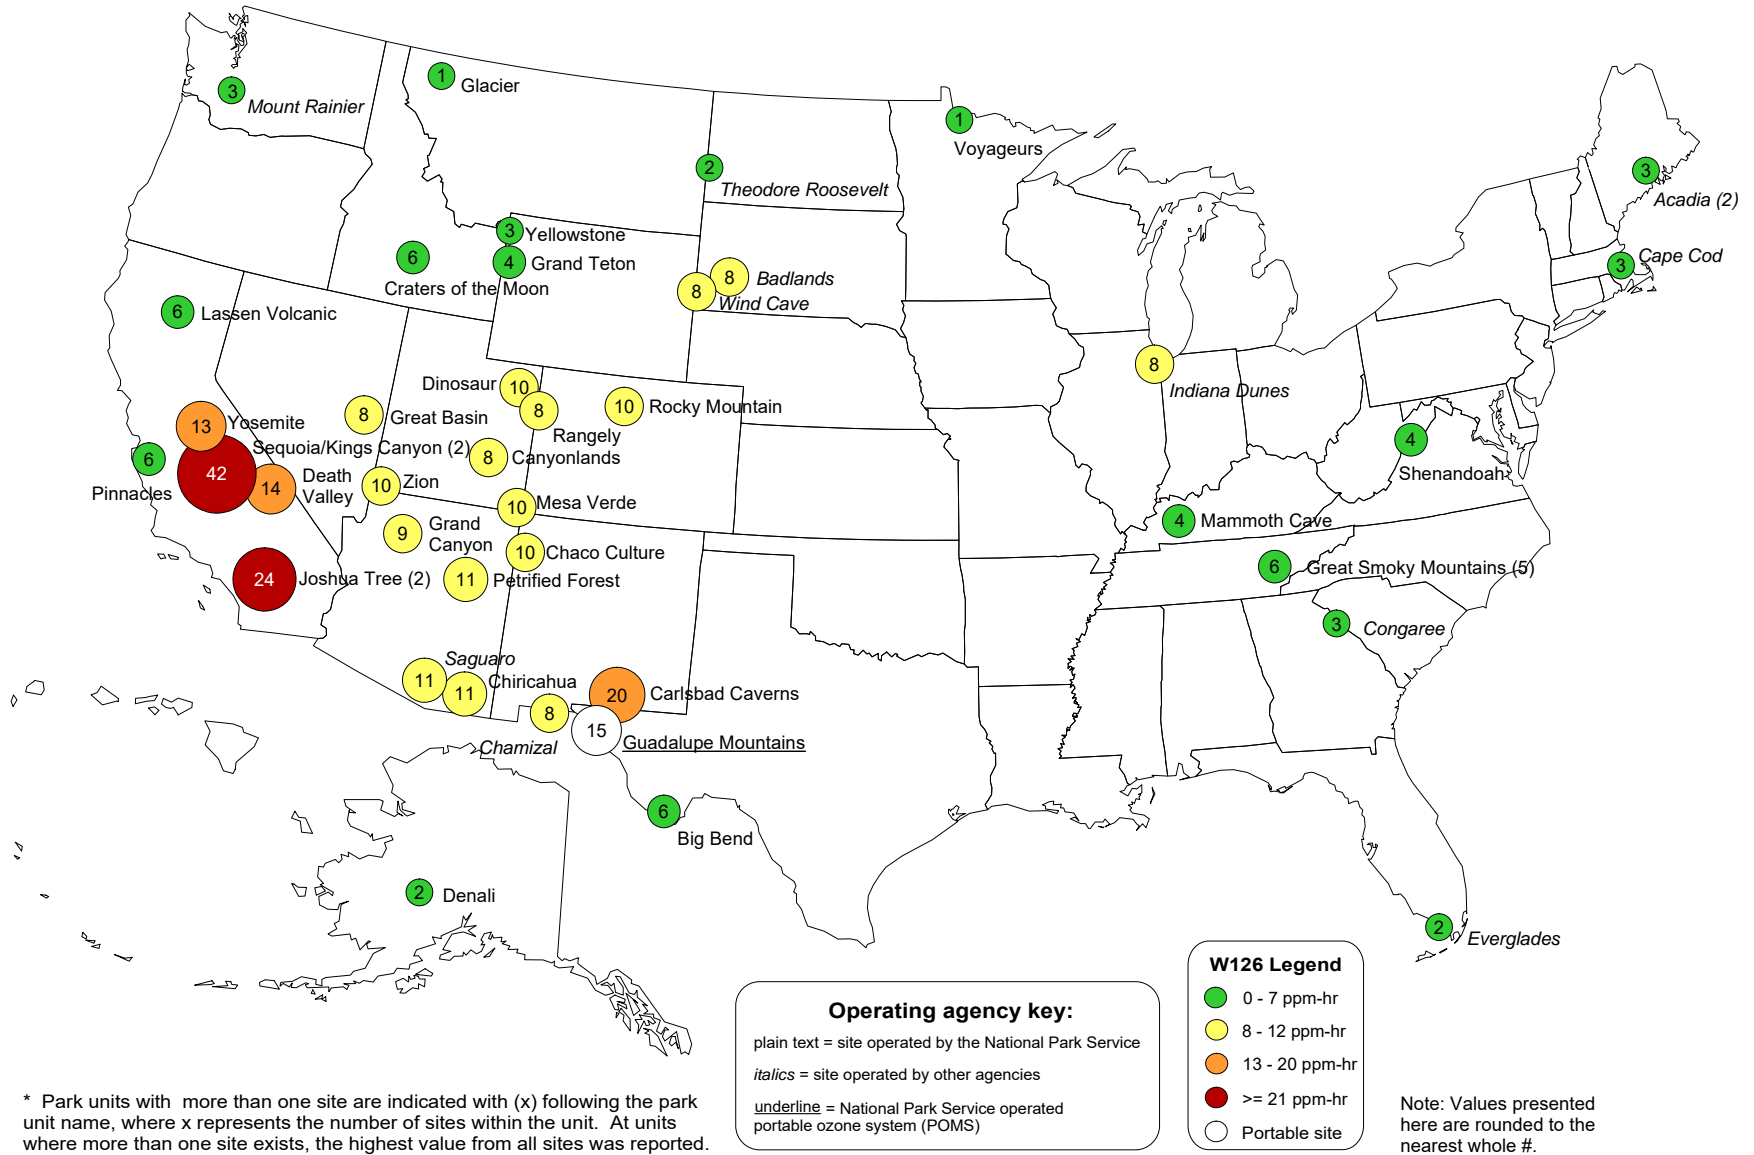 1
Glacier
3
Mount Rainier
1
Voyageurs
2
Theodore Roosevelt
3
Acadia (2)
3
Yellowstone
4
Grand Teton
6
Craters of the Moon
3
Cape Cod
8
Badlands
8
Wind Cave
6
Lassen Volcanic
8
Indiana Dunes
Dinosaur
10
8
Rangely
10
Rocky Mountain
8
Great Basin
13
Yosemite
4
Shenandoah
Sequoia/Kings Canyon (2)
42
8
Canyonlands
6
Pinnacles
14
Death
Valley
10
Zion
10
Mesa Verde
4
Mammoth Cave
9
Grand
Canyon
10
Chaco Culture
6
Great Smoky Mountains (5)
24
Joshua Tree (2)
11
Petrified Forest
3
Congaree
Saguaro
11
11
Chiricahua
20
Carlsbad Caverns
8
Chamizal
15
Guadalupe Mountains
6
Big Bend
2
Denali
2
Everglades
W126 Legend
0 - 7 ppm-hr
8 - 12 ppm-hr
13 - 20 ppm-hr
>= 21 ppm-hr
Portable site
Operating agency key:
plain text = site operated by the National Park Service
italics = site operated by other agencies
underline = National Park Service operated
portable ozone system (POMS)
* Park units with more than one site are indicated with (x) following the park
unit name, where x represents the number of sites within the unit. At units
where more than one site exists, the highest value from all sites was reported.
Note: Values presented
here are rounded to the
nearest whole #.